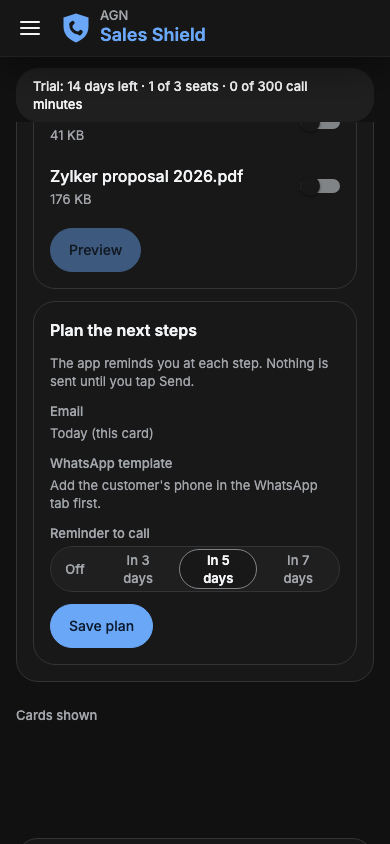 AGN
Sales Shield
Trial: 14 days left · 1 of 3 seats · 0 of 300 call
minutes
41 KB
Zylker proposal 2026.pdf
176 KB
Preview
Plan the next steps
The app reminds you at each step. Nothing is
sent until you tap Send.
Email
Today (this card)
WhatsApp template
Add the customer's phone in the WhatsApp
tab first.
Reminder to call
Off
In 3
days
In 5
days
In 7
days
Save plan
Cards shown